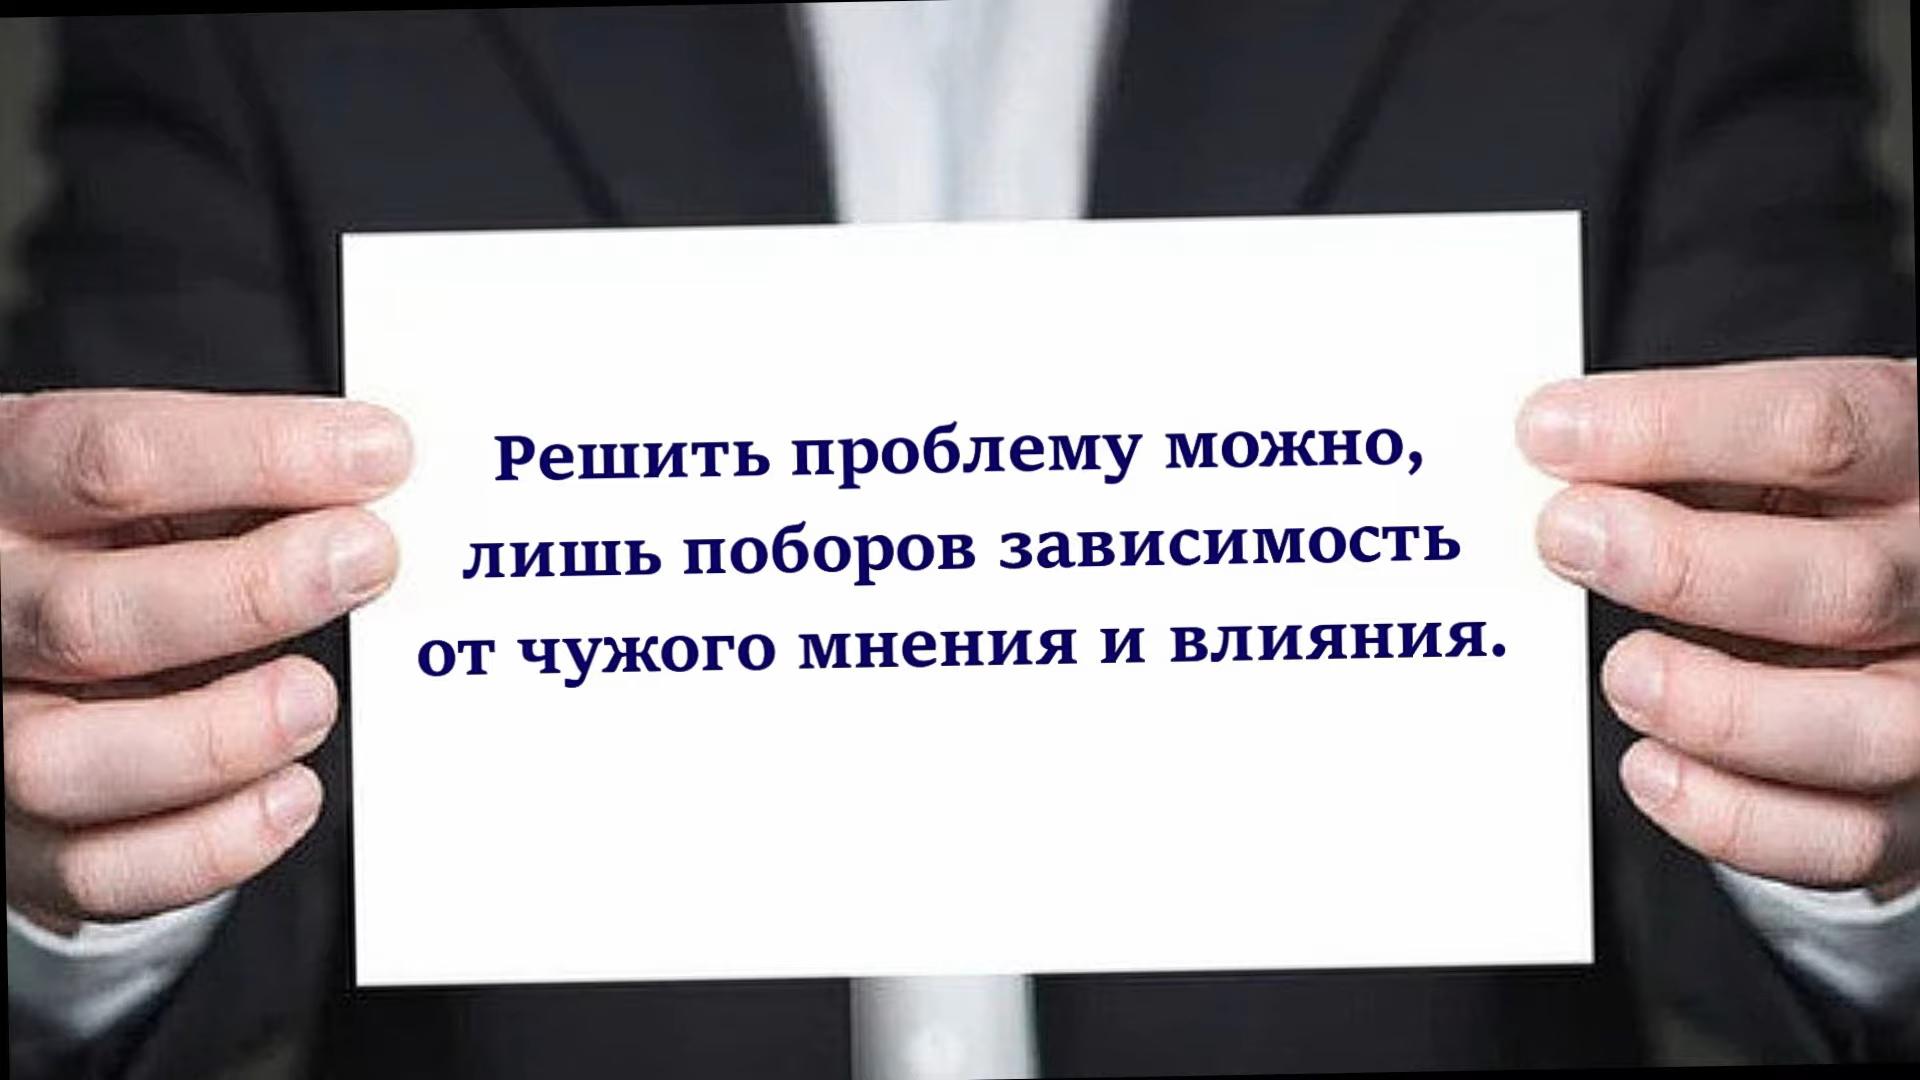 Решить проблему можно,
лишь поборов зависимость
от чужого мнения и влияния.